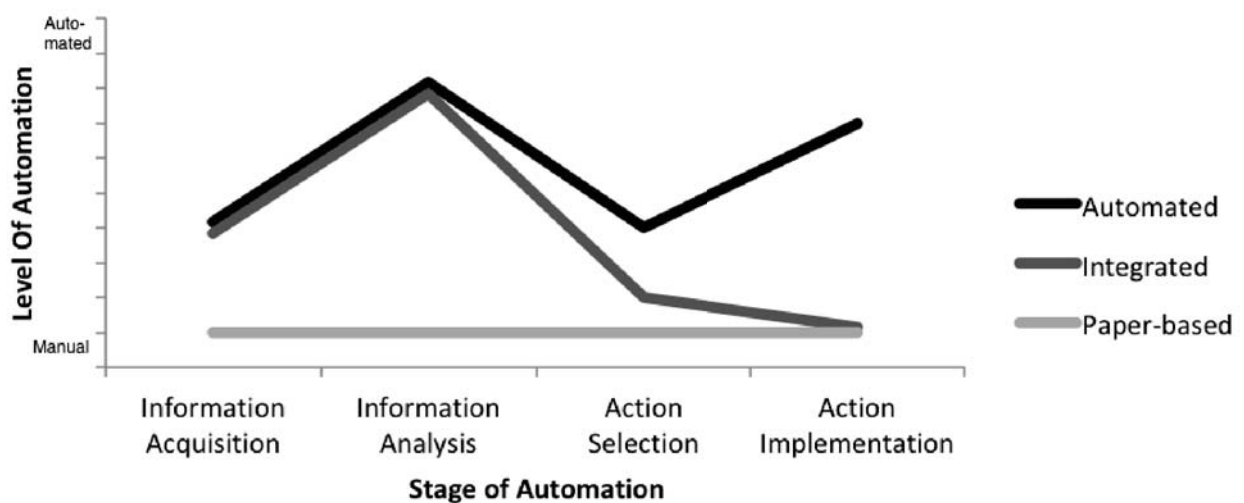 Auto-
mated
Level Of Automation
Manual
Automated
Integrated
Paper-based
Information
Acquisition
Information
Analysis
Action
Selection
Action
Implementation
Stage of Automation